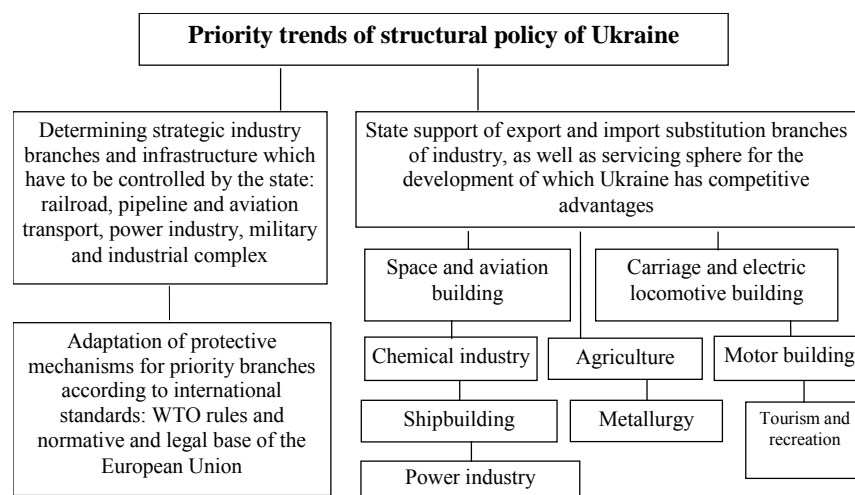 Priority trends of structural policy of Ukraine
Determining strategic industry
branches and infrastructure which
have to be controlled by the state:
railroad, pipeline and aviation
transport, power industry, military
and industrial complex
State support of export and import substitution branches
of industry, as well as servicing sphere for the
development of which Ukraine has competitive
advantages
Space and aviation
building
Carriage and electric
locomotive building
Adaptation of protective
mechanisms for priority branches
according to international
standards: WTO rules and
normative and legal base of the
European Union
Chemical industry
Agriculture
Motor building
Shipbuilding
Metallurgy
Tourism and
recreation
Power industry